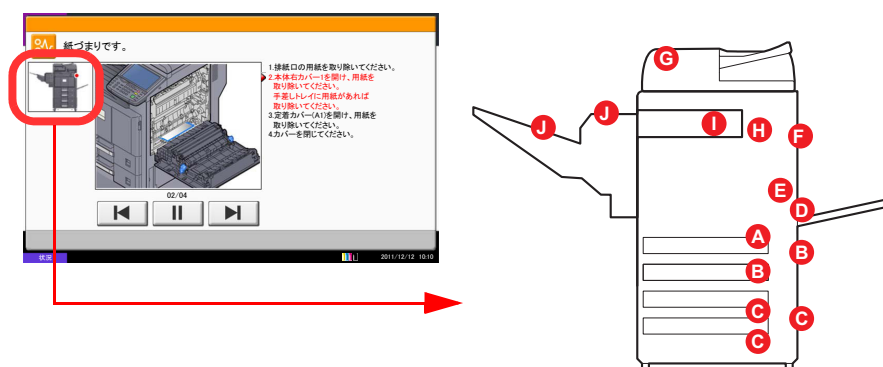 紙づまりです。
1.排紙口の用紙を取り除いてください。
2.本体右カバー1を開け、用紙を
取り除いてください。
手差しトレイに用紙があれば
取り除いてください。
3.定着カバー(A1)を開け、用紙を
取り除いてください。
4.カバーを閉じてください。
02/04
状況
2011/12/12 10:10
G
J
J
I
H
F
E
D
A
B
B
C
C
C